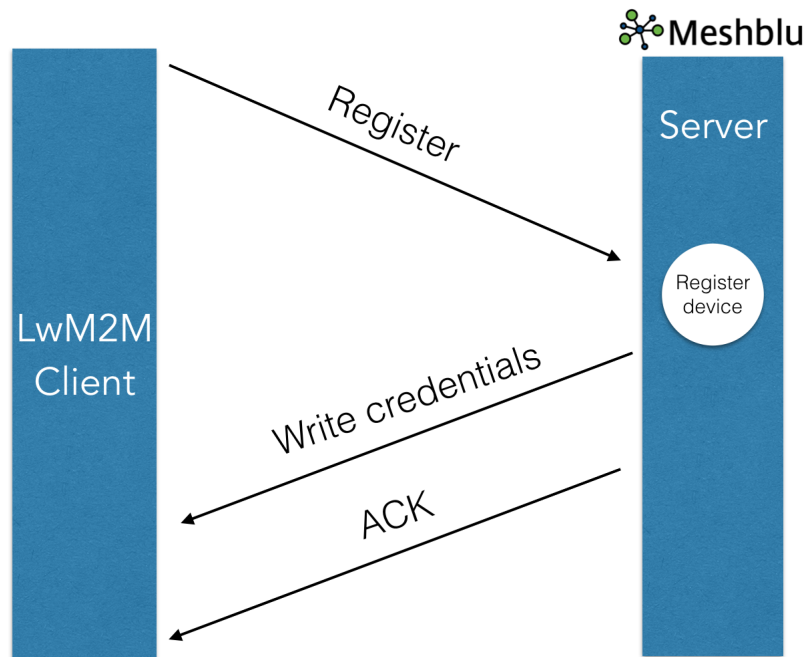 Meshblu
Register
Server
Register
device
LwM2M
Client
Write credentials
ACK